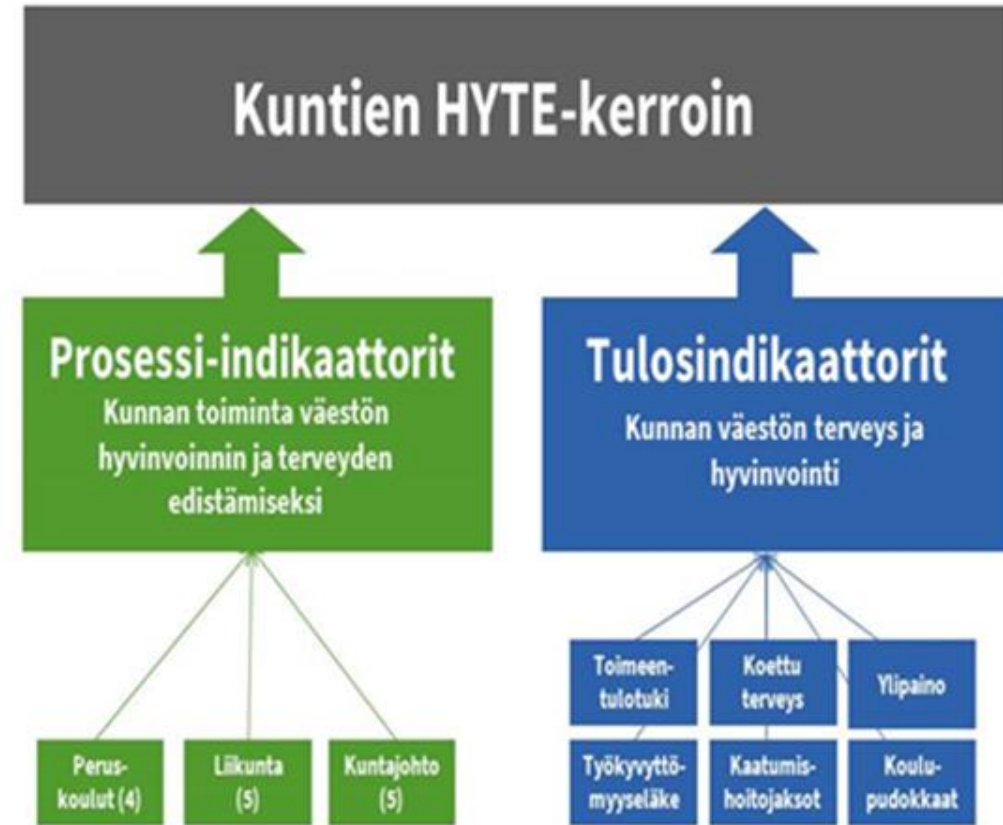 Kuntien HYTE-kerroin
Prosessi-indikaattorit
Kunnan toiminta väestön
hyvinvoinnin ja terveyden
edistämiseksi
Tulosindikaattorit
Kunnan väestön terveys ja
hyvinvointi
Perus-
koulut (4)
Liikunta
(5)
Kuntajohto
(5)
Toimeen-
tulotuki
Koettu
terveys
Ylipaino
Työkyvyttö-
myyseläke
Kaatumis-
hoitojaksot
Koulu-
pudokkaat